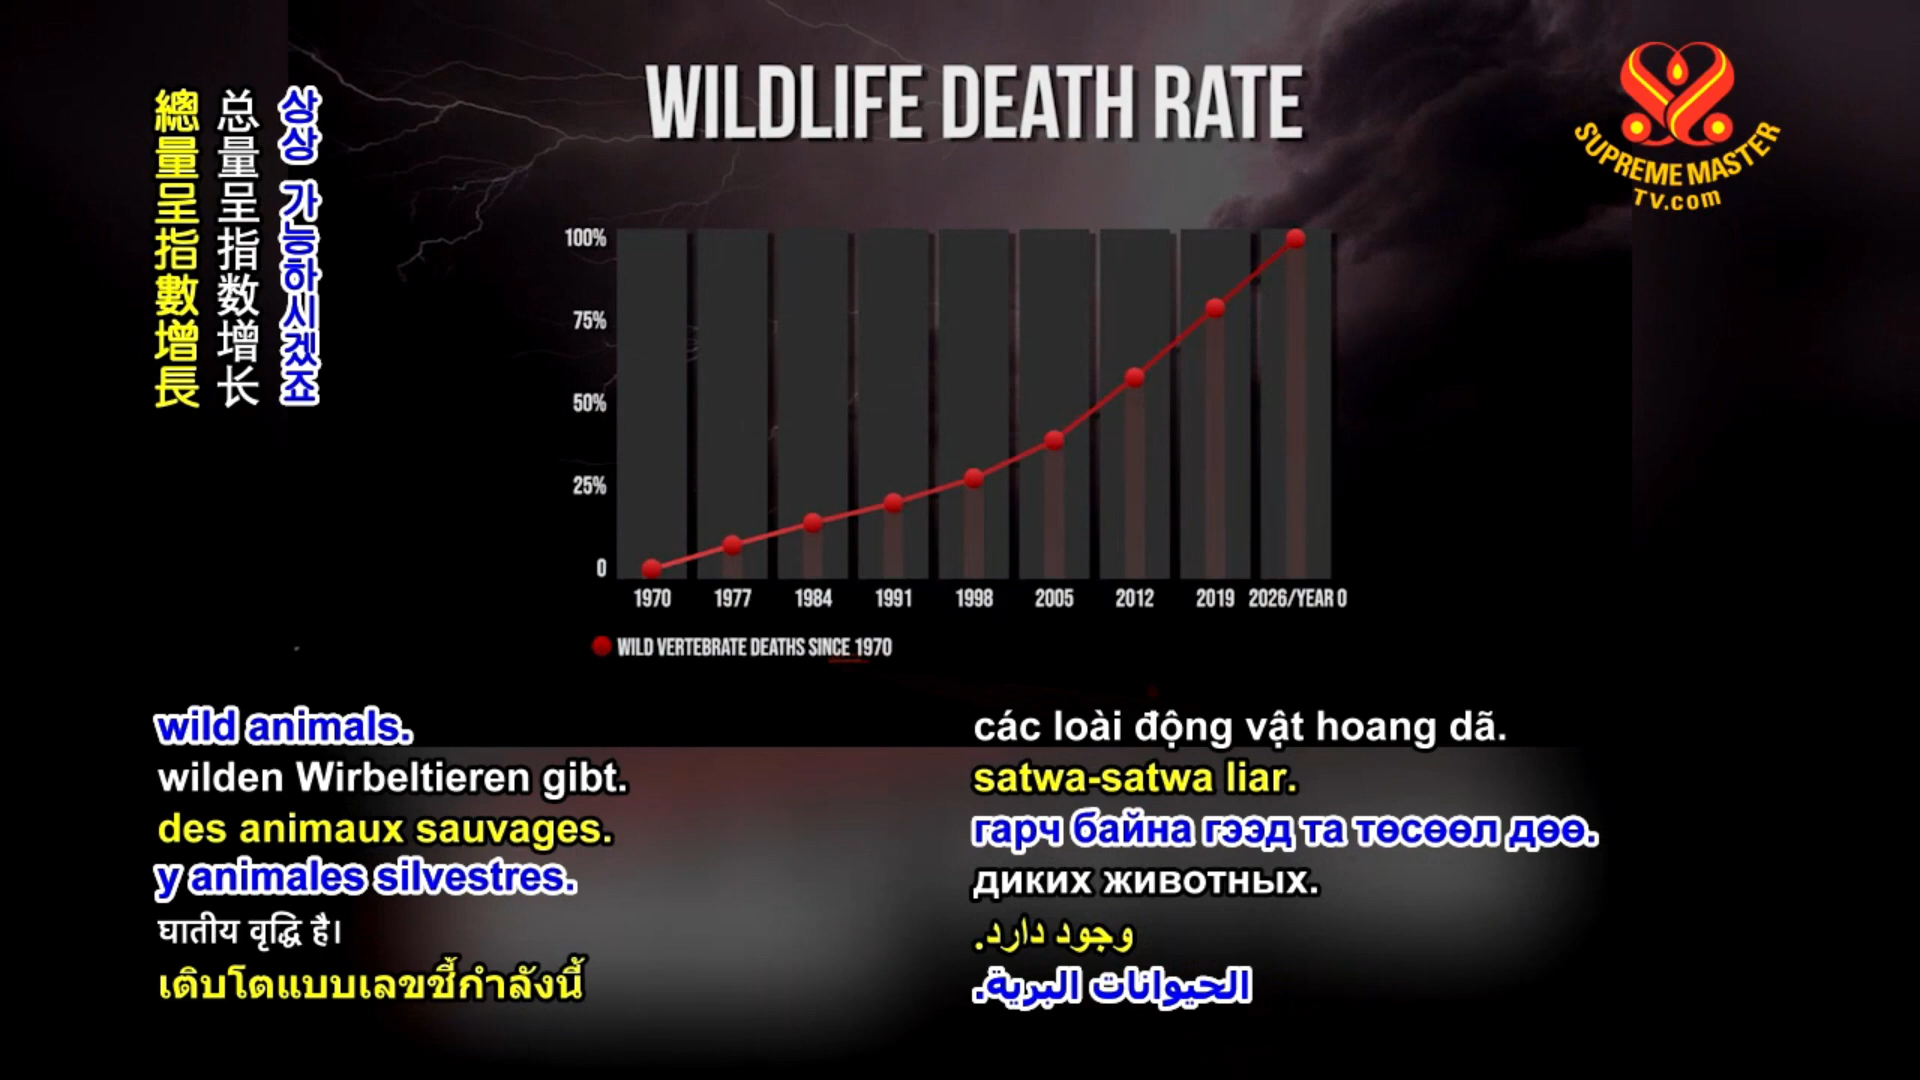 WILDLIFE DEATH RATE
SUPREME MASTER
TV.com
總量呈指數增長
总量呈指数增长
상상 가능하시겠죠
100%
75%
50%
25%
0
1970 1977 1984 1991 1998 2005 2012 2019 2026/YEAR 0
WILD VERTEBRATE DEATHS SINCE 1970
wild animals.
wilden Wirbeltieren gibt.
des animaux sauvages.
y animales silvestres.
घातीय वृद्धि है।
เติบโตแบบเลขชี้กำลังนี้
các loài động vật hoang dã.
satwa-satwa liar.
гарч байна гээд та төсөөл дөө.
диких животных.
وجود دارد.
الحيوانات البرية.